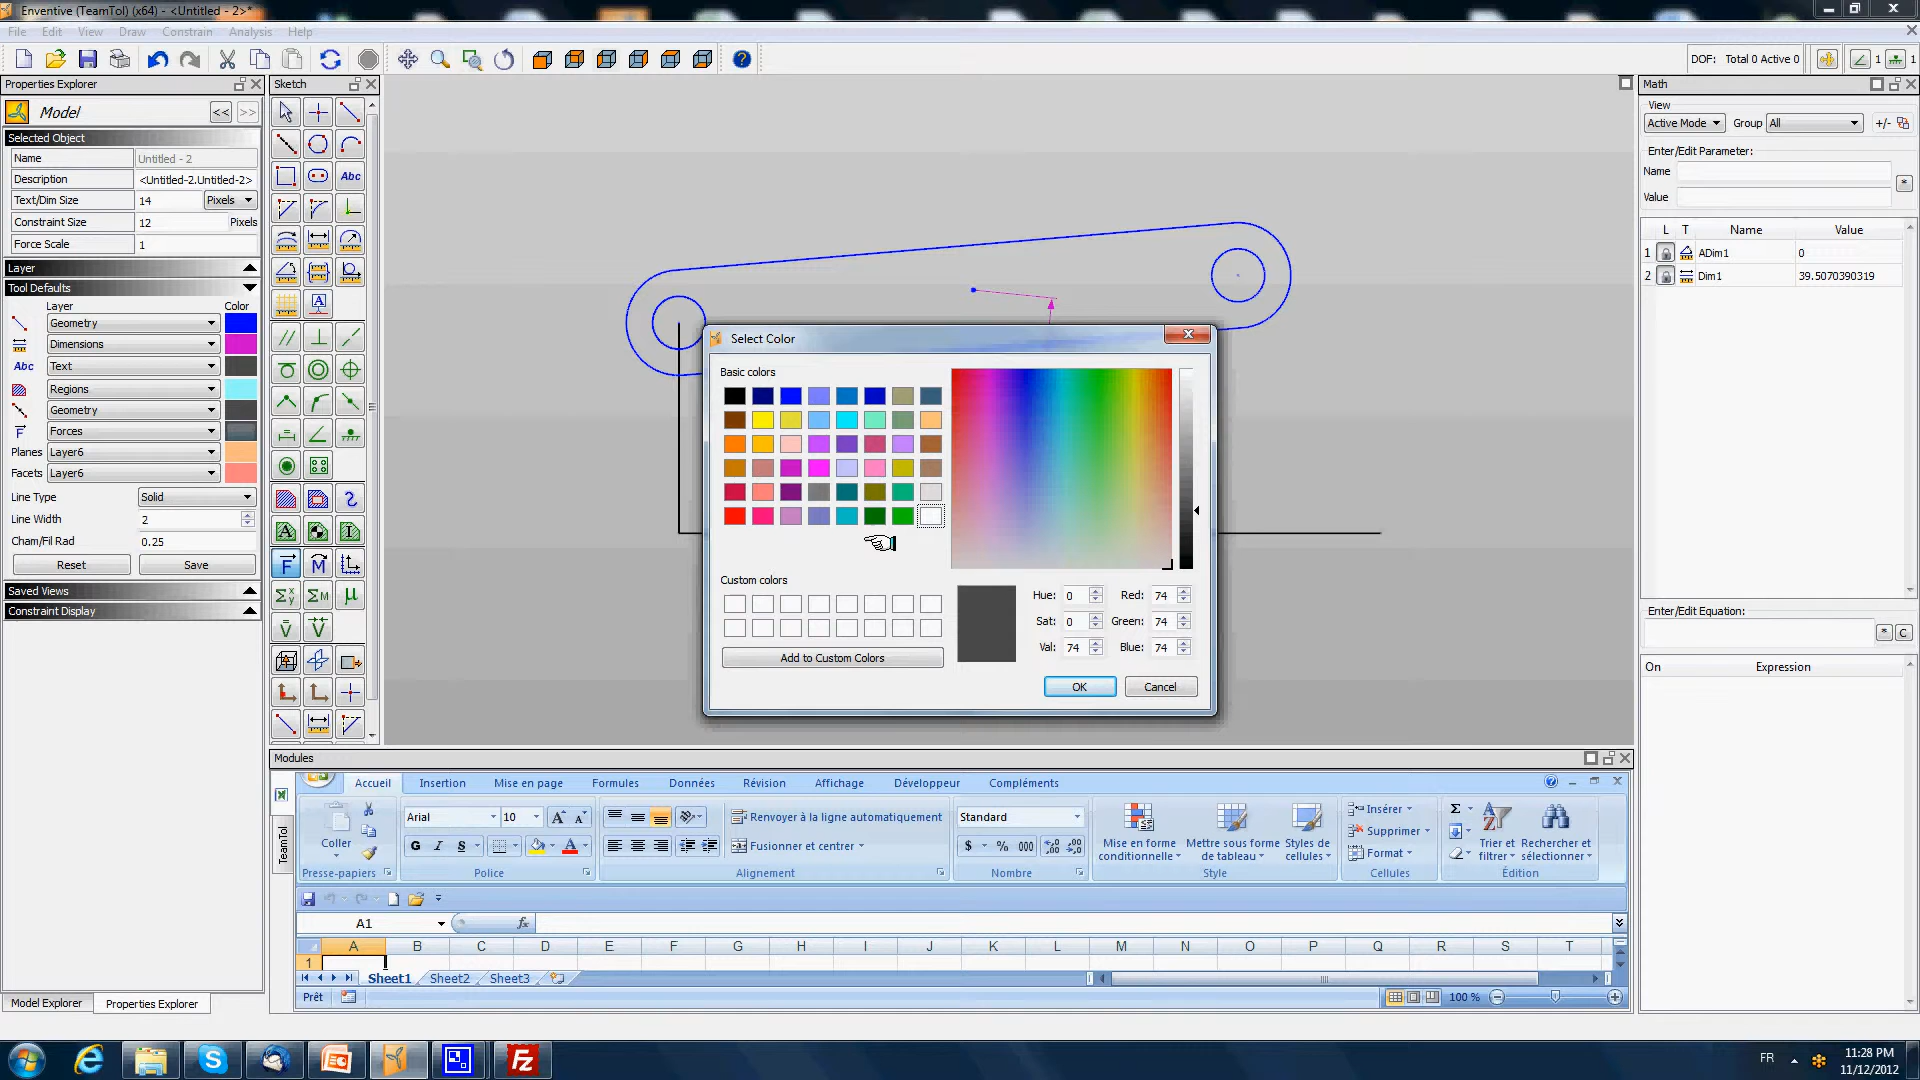 Enventive (TeamTol) (x64) - <Untitled - 2>*
File Edit View Draw Constrain Analysis Help
DOF: Total 0 Active 0
1
1
Properties Explorer
Model
<<
>>
Selected Object
Name Untitled - 2
Description <Untitled-2.Untitled-2>
Text/Dim Size 14 Pixels
Constraint Size 12 Pixels
Force Scale 1
Layer
Tool Defaults
Layer Color
Geometry
Dimensions
Abc Text
Regions
Geometry
F Forces
Planes Layer6
Facets Layer6
Line Type Solid
Line Width 2
Cham/Fil Rad 0.25
Reset Save
Saved Views
Constraint Display
Model Explorer Properties Explorer
Sketch
Abc
A
A I
F M
Σxy ΣM μ
Select Color
Basic colors
Custom colors
Add to Custom Colors
Hue: 0 Red: 74
Sat: 0 Green: 74
Val: 74 Blue: 74
OK Cancel
Math
View
Active Mode Group All +/-
Enter/Edit Parameter:
Name
*
Value
L T Name Value
1 ADim1 0
2 Dim1 39.5070390319
Enter/Edit Equation:
* C
On Expression
Modules
TeamTol
Accueil Insertion Mise en page Formules Données Révision Affichage Développeur Compléments
Coller
Presse-papiers
Arial 10 A A
G I S A
Police
Renvoyer à la ligne automatiquement
Fusionner et centrer
Alignement
Standard
$ % 000
Nombre
Mise en forme conditionnelle
Mettre sous forme de tableau
Styles de cellules
Style
Insérer
Supprimer
Format
Cellules
Σ
Trier et filtrer
Rechercher et sélectionner
Édition
A1 fx
A B C D E F G H I J K L M N O P Q R S T
1
Sheet1 Sheet2 Sheet3
Prêt 100 %
FR
11:28 PM
11/12/2012